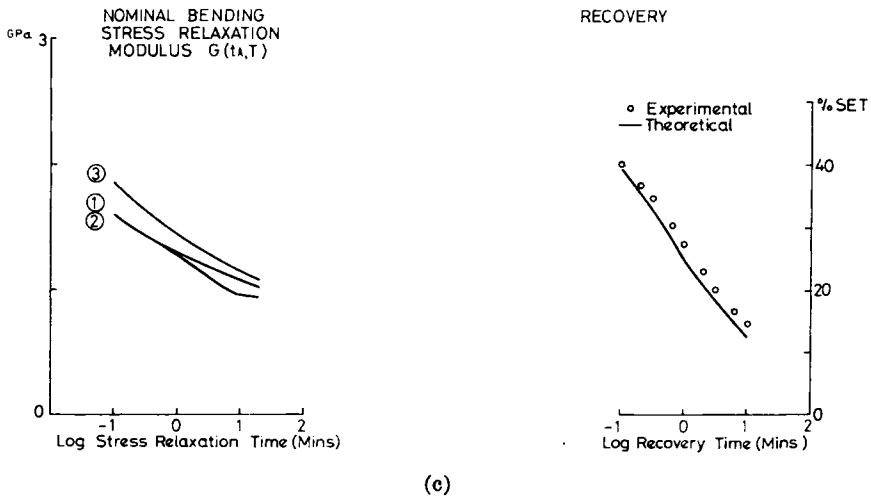 NOMINAL BENDING
STRESS RELAXATION
MODULUS G(tA,T)
GPa 3
③
①
②
0
-1 0 1 2
Log Stress Relaxation Time (Mins)
RECOVERY
% SET
o Experimental
— Theoretical
40
20
0
-1 0 1 2
Log Recovery Time (Mins)
(c)